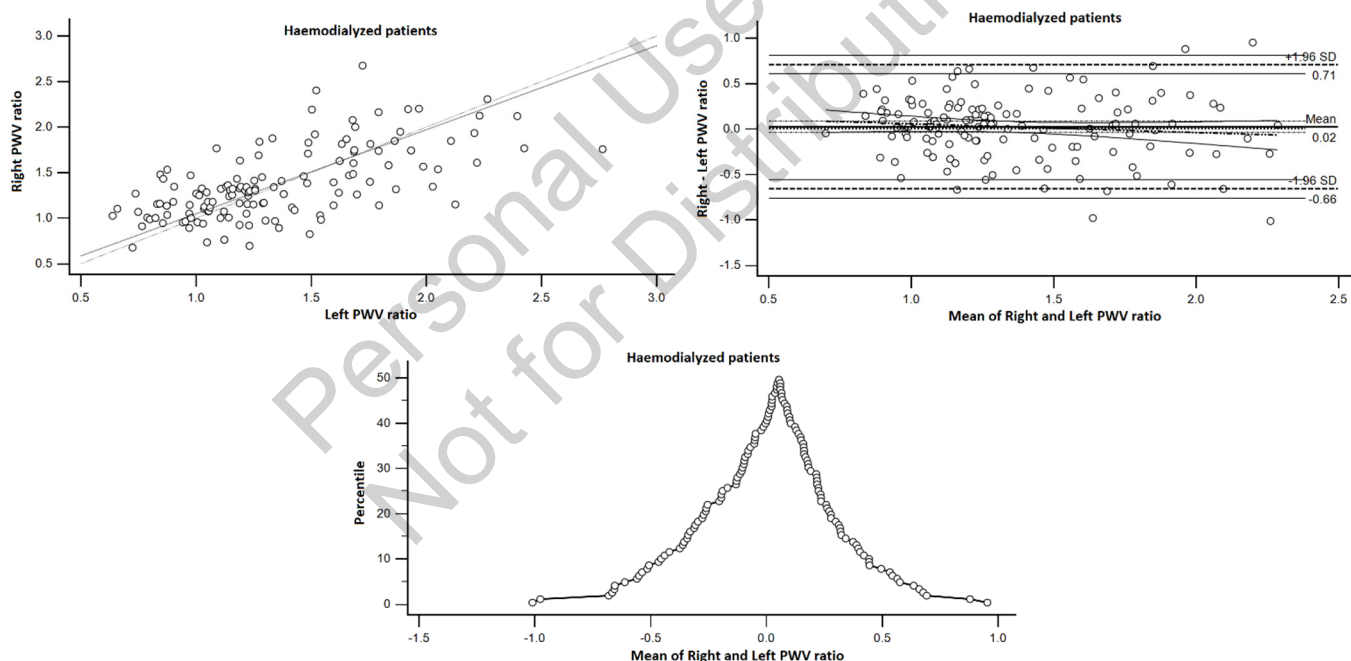 Haemodialyzed patients
3.0
2.5
2.0
1.5
1.0
0.5
Right PWV ratio
0.5 1.0 1.5 2.0 2.5 3.0
Left PWV ratio
Haemodialyzed patients
1.0
0.5
0.0
-0.5
-1.0
-1.5
Right - Left PWV ratio
+1.96 SD
0.71
Mean
0.02
-1.96 SD
-0.66
0.5 1.0 1.5 2.0 2.5
Mean of Right and Left PWV ratio
Haemodialyzed patients
50
40
30
20
10
0
Percentile
-1.5 -1.0 -0.5 0.0 0.5 1.0
Mean of Right and Left PWV ratio
Personal Use
Not for Distribut